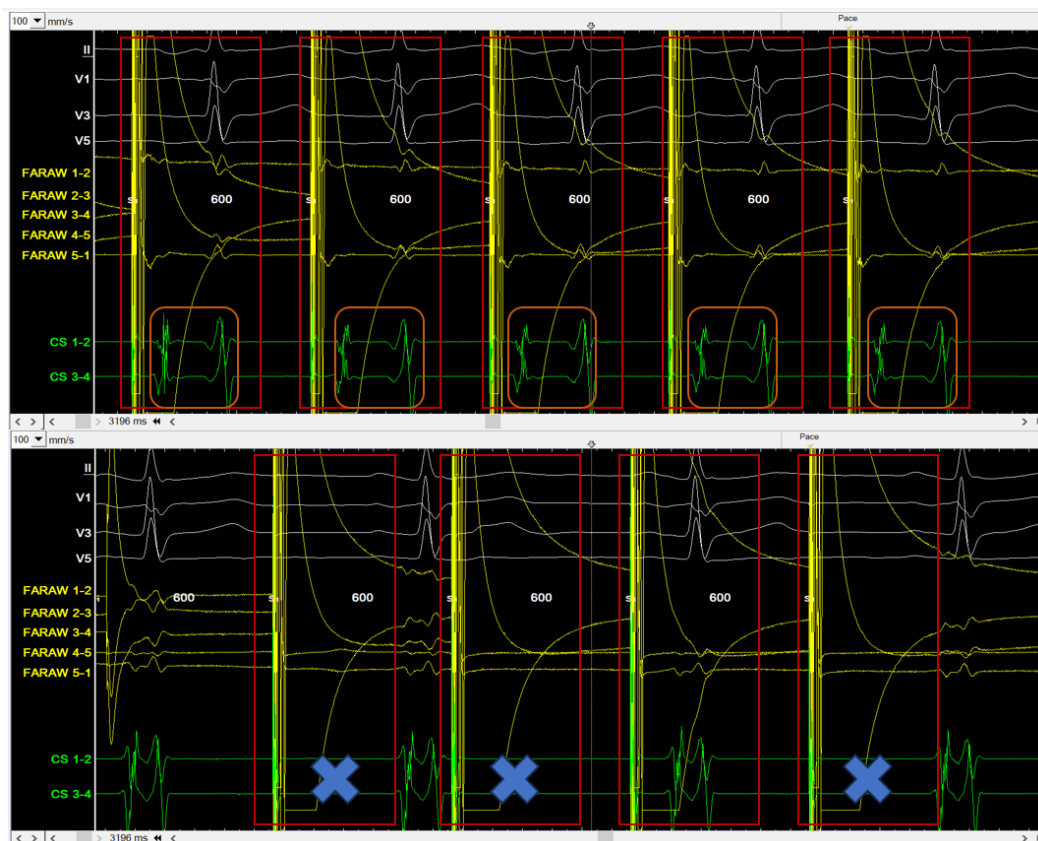 100 mm/s
Pace
II
V1
V3
V5
FARAW 1-2
FARAW 2-3
S 600 S 600 S S 600 S
FARAW 3-4
FARAW 4-5
FARAW 5-1
CS 1-2
CS 3-4
3196 ms
100 mm/s
Pace
II
V1
V3
V5
FARAW 1-2
600 S 600 S S 600 S
FARAW 2-3
FARAW 3-4
FARAW 4-5
FARAW 5-1
CS 1-2
CS 3-4
3196 ms